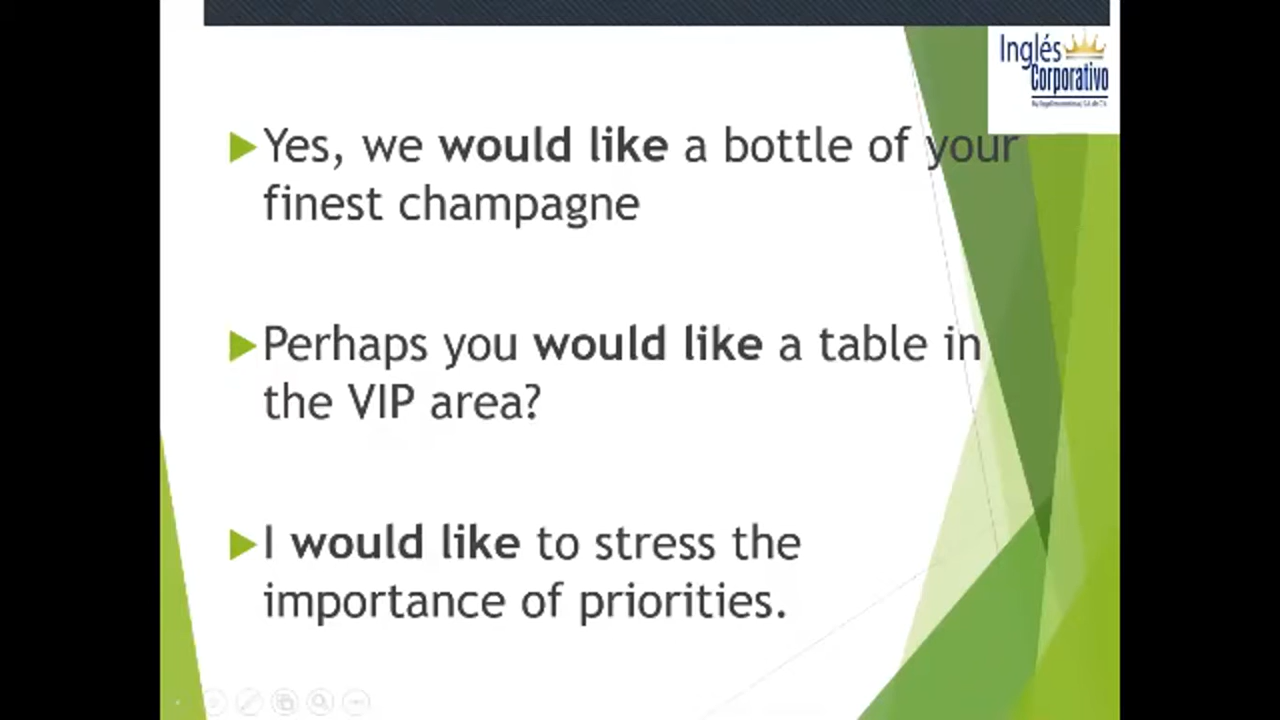 Inglés
Corporativo
Yes, we would like a bottle of your
finest champagne
Perhaps you would like a table in
the VIP area?
I would like to stress the
importance of priorities.